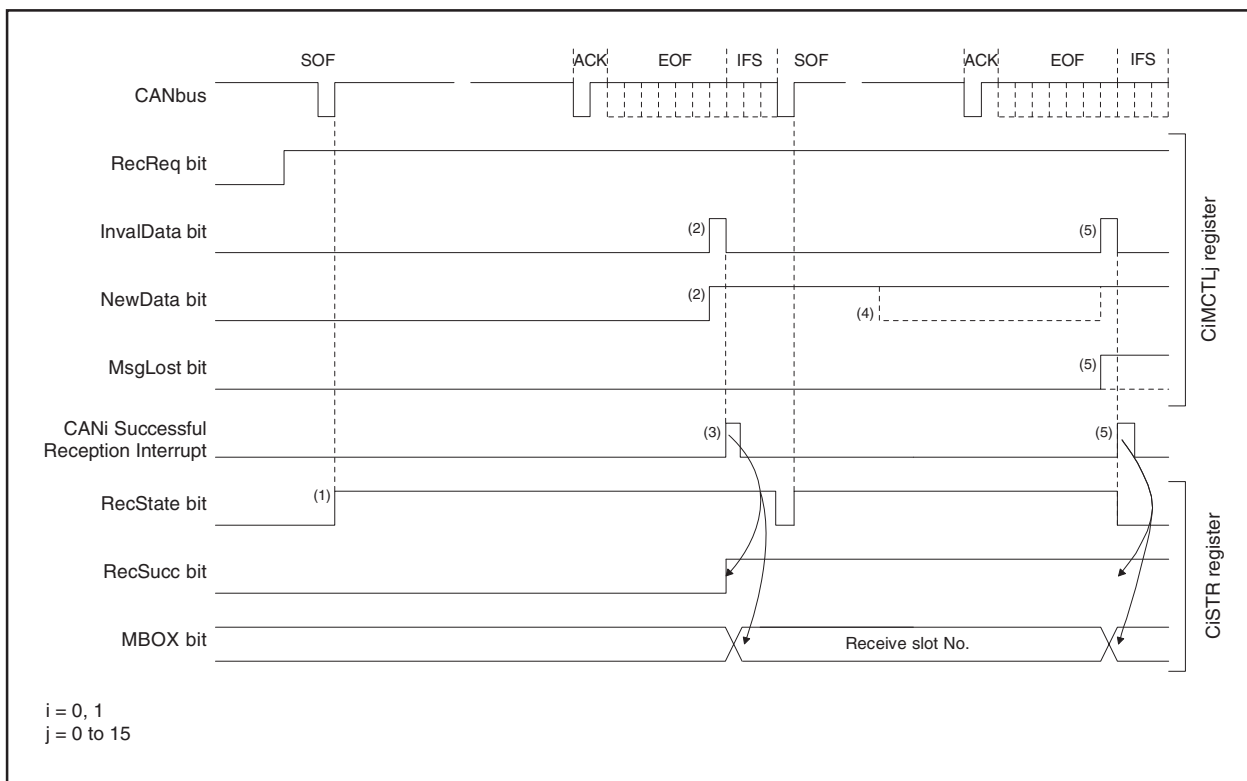 SOF ACK EOF IFS SOF ACK EOF IFS
CANbus
RecReq bit
InvalData bit (2) (5)
NewData bit (2) (4)
MsgLost bit (5)
CANi Successful
Reception Interrupt (3) (5)
RecState bit (1)
RecSucc bit
MBOX bit Receive slot No.
CiMCTLj register
CiSTR register
i = 0, 1
j = 0 to 15